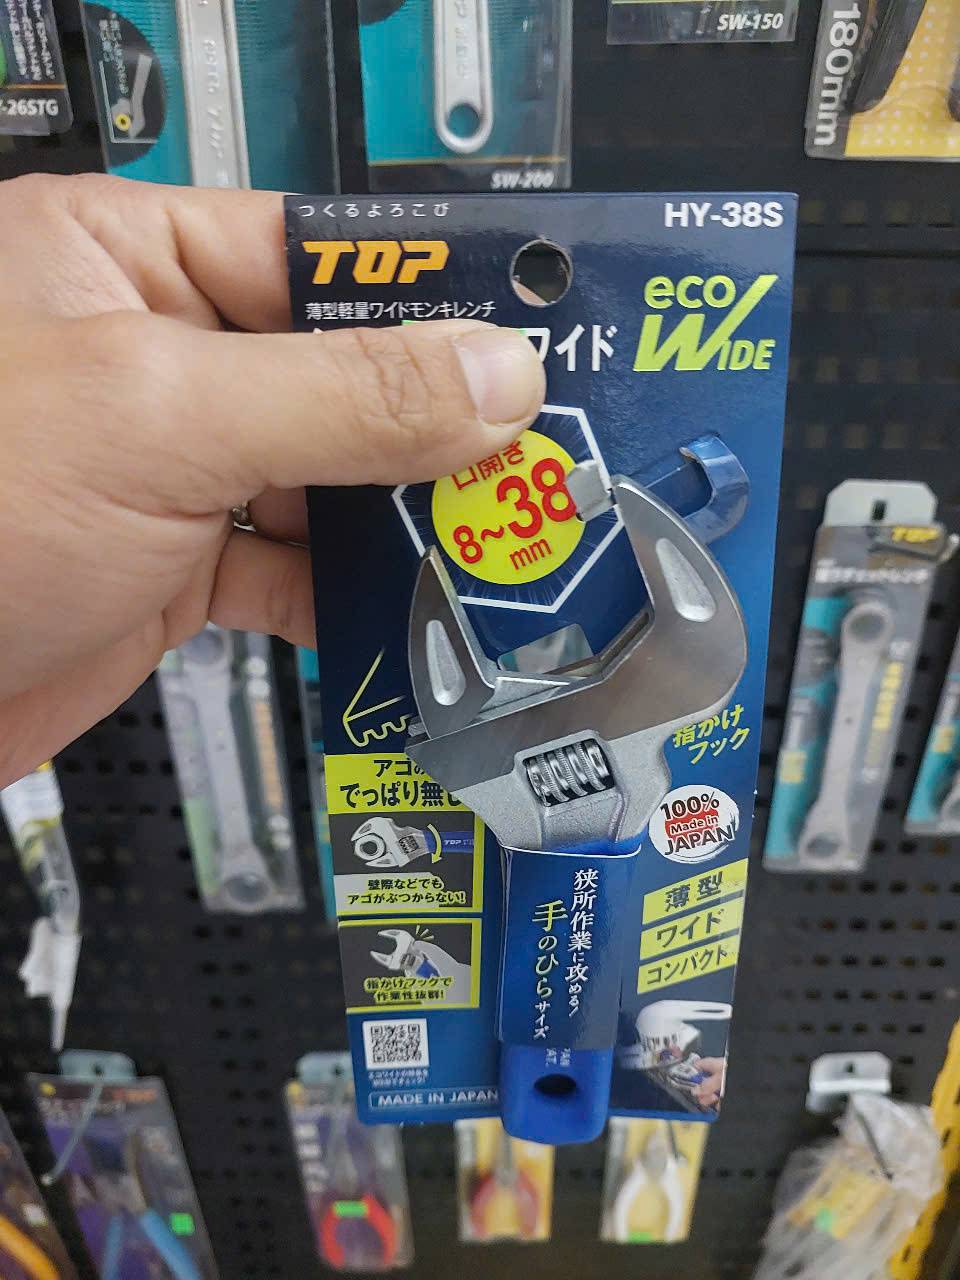 SW-150
180mm
-26STG
SW-200
つくるよろこび
HY-38S
TOP
薄型軽量ワイドモンキレンチ
ワイド
eco
WIDE
口開き
8~38
mm
指かけ
フック
アゴの
でっぱり無し
TOP
壁際などでも
アゴがぶつからない!
指かけフックで
作業性抜群!
100%
Made in
JAPAN
薄型
ワイド
コンパクト
狭所作業に攻める!
手のひらサイズ
MADE IN JAPAN
TOP